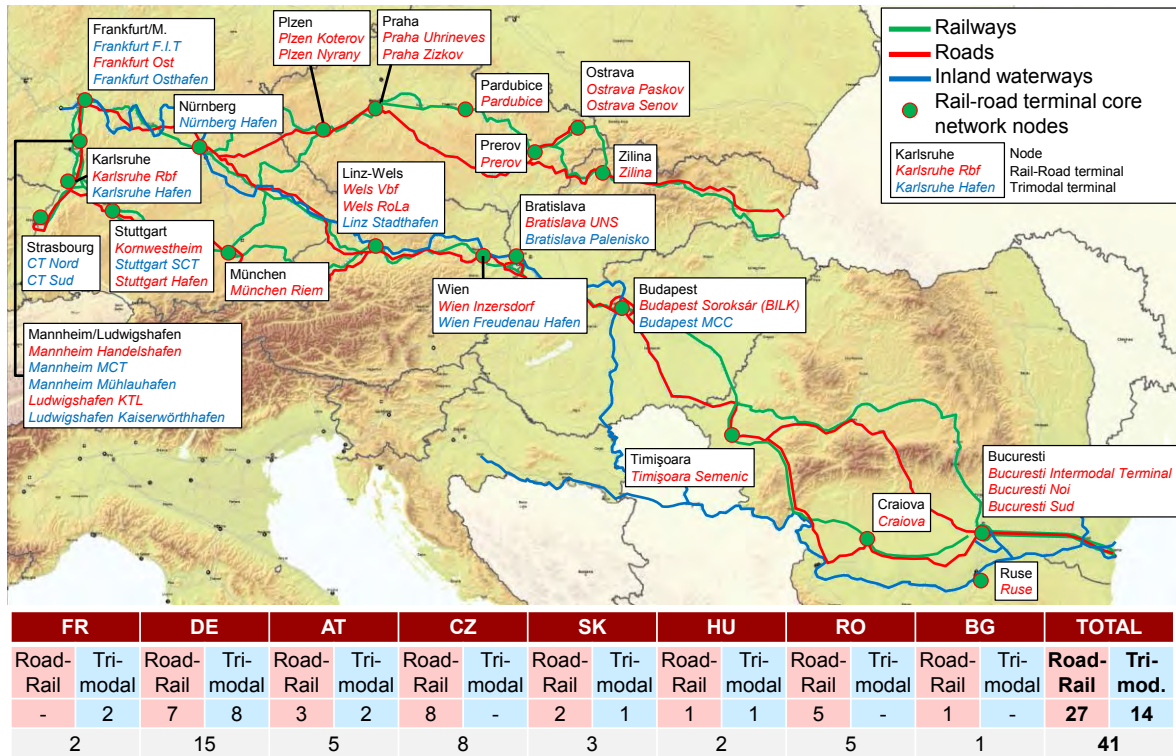 Frankfurt/M.
Frankfurt F.I.T
Frankfurt Ost
Frankfurt Osthafen
Plzen
Plzen Koterov
Plzen Nyrany
Praha
Praha Uhrineves
Praha Zizkov
Pardubice
Pardubice
Ostrava
Ostrava Paskov
Ostrava Senov
Railways
Roads
Inland waterways
Rail-road terminal core
network nodes
Karlsruhe
Karlsruhe Rbf
Karlsruhe Hafen
Node
Rail-Road terminal
Trimodal terminal
Nürnberg
Nürnberg Hafen
Prerov
Prerov
Zilina
Zilina
Karlsruhe
Karlsruhe Rbf
Karlsruhe Hafen
Linz-Wels
Wels Vbf
Wels RoLa
Linz Stadthafen
Bratislava
Bratislava UNS
Bratislava Palenisko
Strasbourg
CT Nord
CT Sud
Stuttgart
Kornwestheim
Stuttgart SCT
Stuttgart Hafen
München
München Riem
Wien
Wien Inzersdorf
Wien Freudenau Hafen
Budapest
Budapest Soroksár (BILK)
Budapest MCC
Mannheim/Ludwigshafen
Mannheim Handelshafen
Mannheim MCT
Mannheim Mühlauhafen
Ludwigshafen KTL
Ludwigshafen Kaiserwörthhafen
Timişoara
Timişoara Semenic
Bucuresti
Bucuresti Intermodal Terminal
Bucuresti Noi
Bucuresti Sud
Craiova
Craiova
Ruse
Ruse
FR DE AT CZ SK HU RO BG TOTAL
Road-Rail Tri-modal Road-Rail Tri-modal Road-Rail Tri-modal Road-Rail Tri-modal Road-Rail Tri-modal Road-Rail Tri-modal Road-Rail Tri-modal Road-Rail Tri-modal Road-Rail Tri-mod.
- 2 7 8 3 2 8 - 2 1 1 1 5 - 1 - 27 14
2 15 5 8 3 2 5 1 41